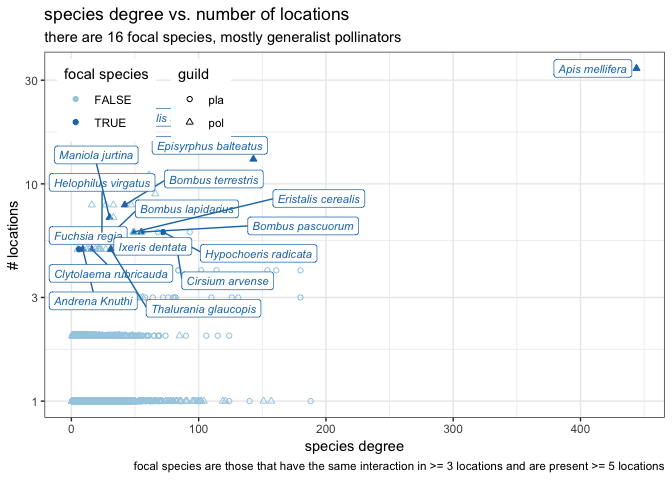 species degree vs. number of locations
there are 16 focal species, mostly generalist pollinators
focal species
guild
FALSE
TRUE
pla
pol
Apis mellifera
lis
Episyrphus balteatus
Maniola jurtina
Helophilus virgatus
Bombus terrestris
Eristalis cerealis
Bombus lapidarius
Bombus pascuorum
Fuchsia regia
Ixeris dentata
Hypochoeris radicata
Clytolaema rubricauda
Cirsium arvense
Andrena Knuthi
Thalurania glaucopis
30
10
3
1
# locations
0
100
200
300
400
species degree
focal species are those that have the same interaction in >= 3 locations and are present >= 5 locations